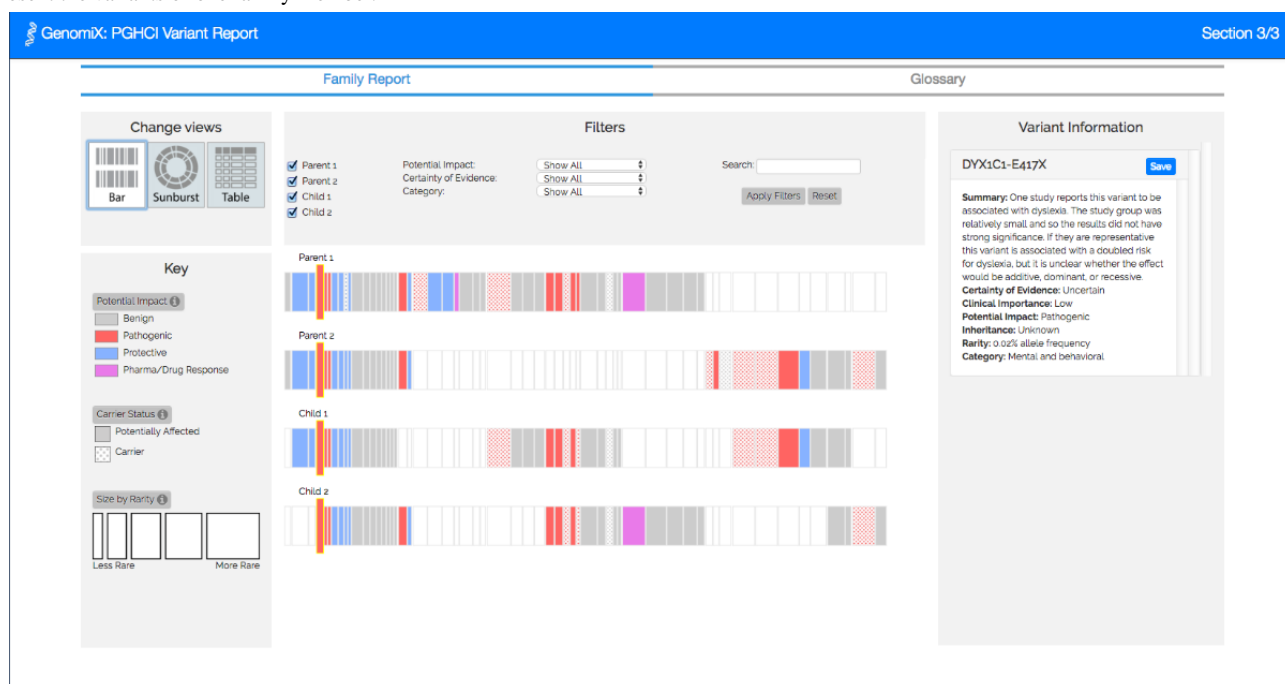 GenomiX: PGHCI Variant Report
Section 3/3
Family Report
Glossary
Change views
Bar
Sunburst
Table
Filters
Parent 1
Parent 2
Child 1
Child 2
Potential Impact:
Show All
Certainty of Evidence:
Show All
Category:
Show All
Search:
Apply Filters
Reset
Key
Potential Impact
Benign
Pathogenic
Protective
Pharma/Drug Response
Carrier Status
Potentially Affected
Carrier
Size by Rarity
Less Rare
More Rare
Parent 1
Parent 2
Child 1
Child 2
Variant Information
DYX1C1-E417X
Save
Summary: One study reports this variant to be
associated with dyslexia. The study group was
relatively small and so the results did not have
strong significance. If they are representative
this variant is associated with a doubled risk
for dyslexia, but it is unclear whether the effect
would be additive, dominant, or recessive.
Certainty of Evidence: Uncertain
Clinical Importance: Low
Potential Impact: Pathogenic
Inheritance: Unknown
Rarity: 0.02% allele frequency
Category: Mental and behavioral